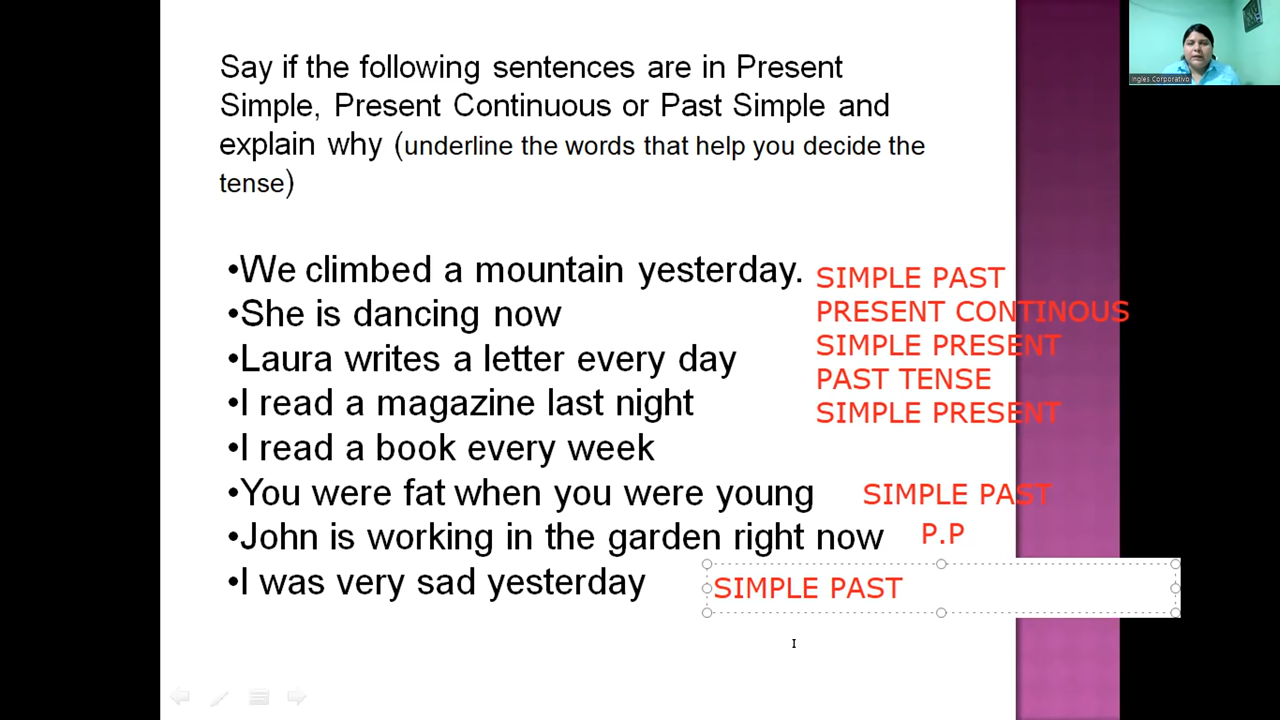 Say if the following sentences are in Present
Simple, Present Continuous or Past Simple and
explain why (underline the words that help you decide the
tense)
•We climbed a mountain yesterday. SIMPLE PAST
•She is dancing now PRESENT CONTINOUS
•Laura writes a letter every day SIMPLE PRESENT
•I read a magazine last night PAST TENSE
•I read a book every week SIMPLE PRESENT
•You were fat when you were young SIMPLE PAST
•John is working in the garden right now P.P
•I was very sad yesterday SIMPLE PAST
Ingles Corporativo